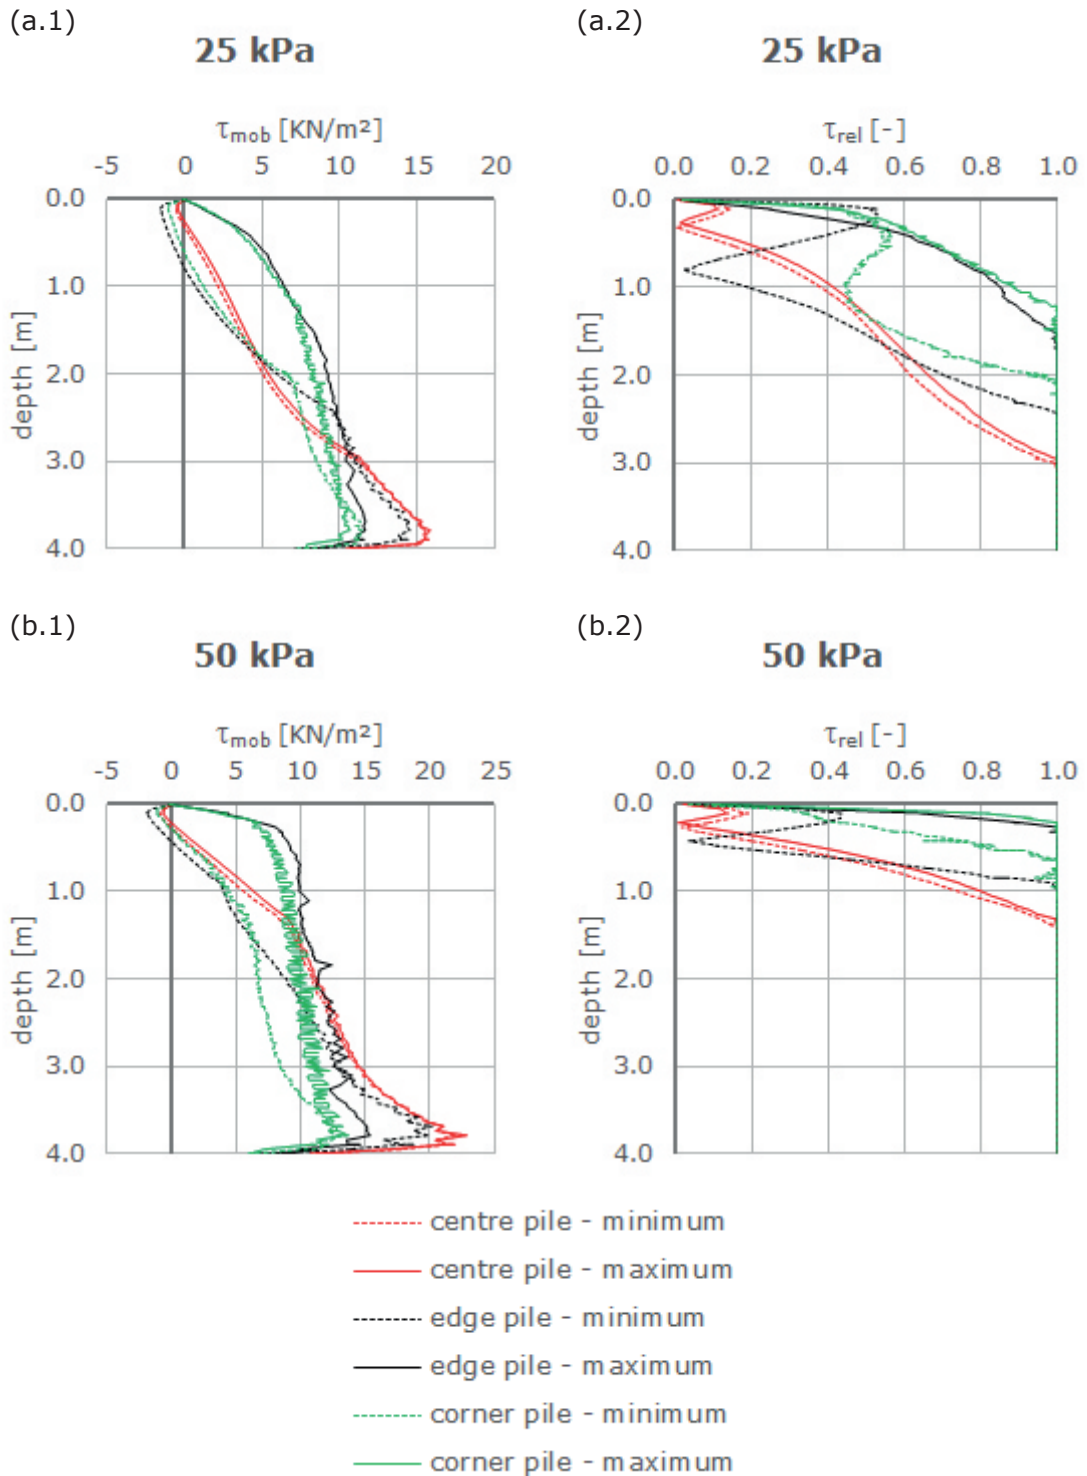 (a.1)
25 kPa
τmob [KN/m²]
-5 0 5 10 15 20
0.0
1.0
2.0
3.0
4.0
depth [m]
(a.2)
25 kPa
τrel [-]
0.0 0.2 0.4 0.6 0.8 1.0
0.0
1.0
2.0
3.0
4.0
depth [m]
(b.1)
50 kPa
τmob [KN/m²]
-5 0 5 10 15 20 25
0.0
1.0
2.0
3.0
4.0
depth [m]
(b.2)
50 kPa
τrel [-]
0.0 0.2 0.4 0.6 0.8 1.0
0.0
1.0
2.0
3.0
4.0
depth [m]
centre pile - minimum
centre pile - maximum
edge pile - minimum
edge pile - maximum
corner pile - minimum
corner pile - maximum